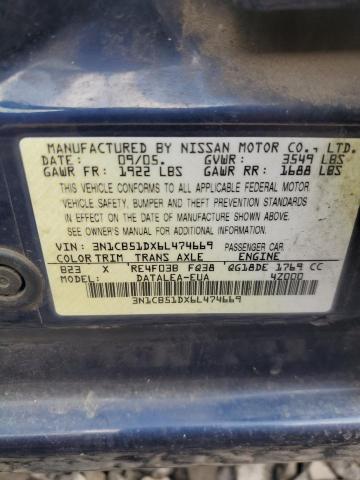 MANUFACTURED BY NISSAN MOTOR CO., LTD.
DATE: 09/05. GVWR: 3549 LBS
GAWR FR: 1922 LBS GAWR RR: 1688 LBS
THIS VEHICLE CONFORMS TO ALL APPLICABLE FEDERAL MOTOR
VEHICLE SAFETY, BUMPER AND THEFT PREVENTION STANDARDS
IN EFFECT ON THE DATE OF MANUFACTURE SHOWN ABOVE.
SEE OWNER'S MANUAL FOR ADDITIONAL INFORMATION.
VIN: 3N1CB51DX6L474669 PASSENGER CAR
COLOR TRIM TRANS AXLE ENGINE
B23 X RE4F03B FQ38 QG18DE 1769 CC
MODEL: DATALEA-EUA 4Z000
3N1CB51DX6L474669